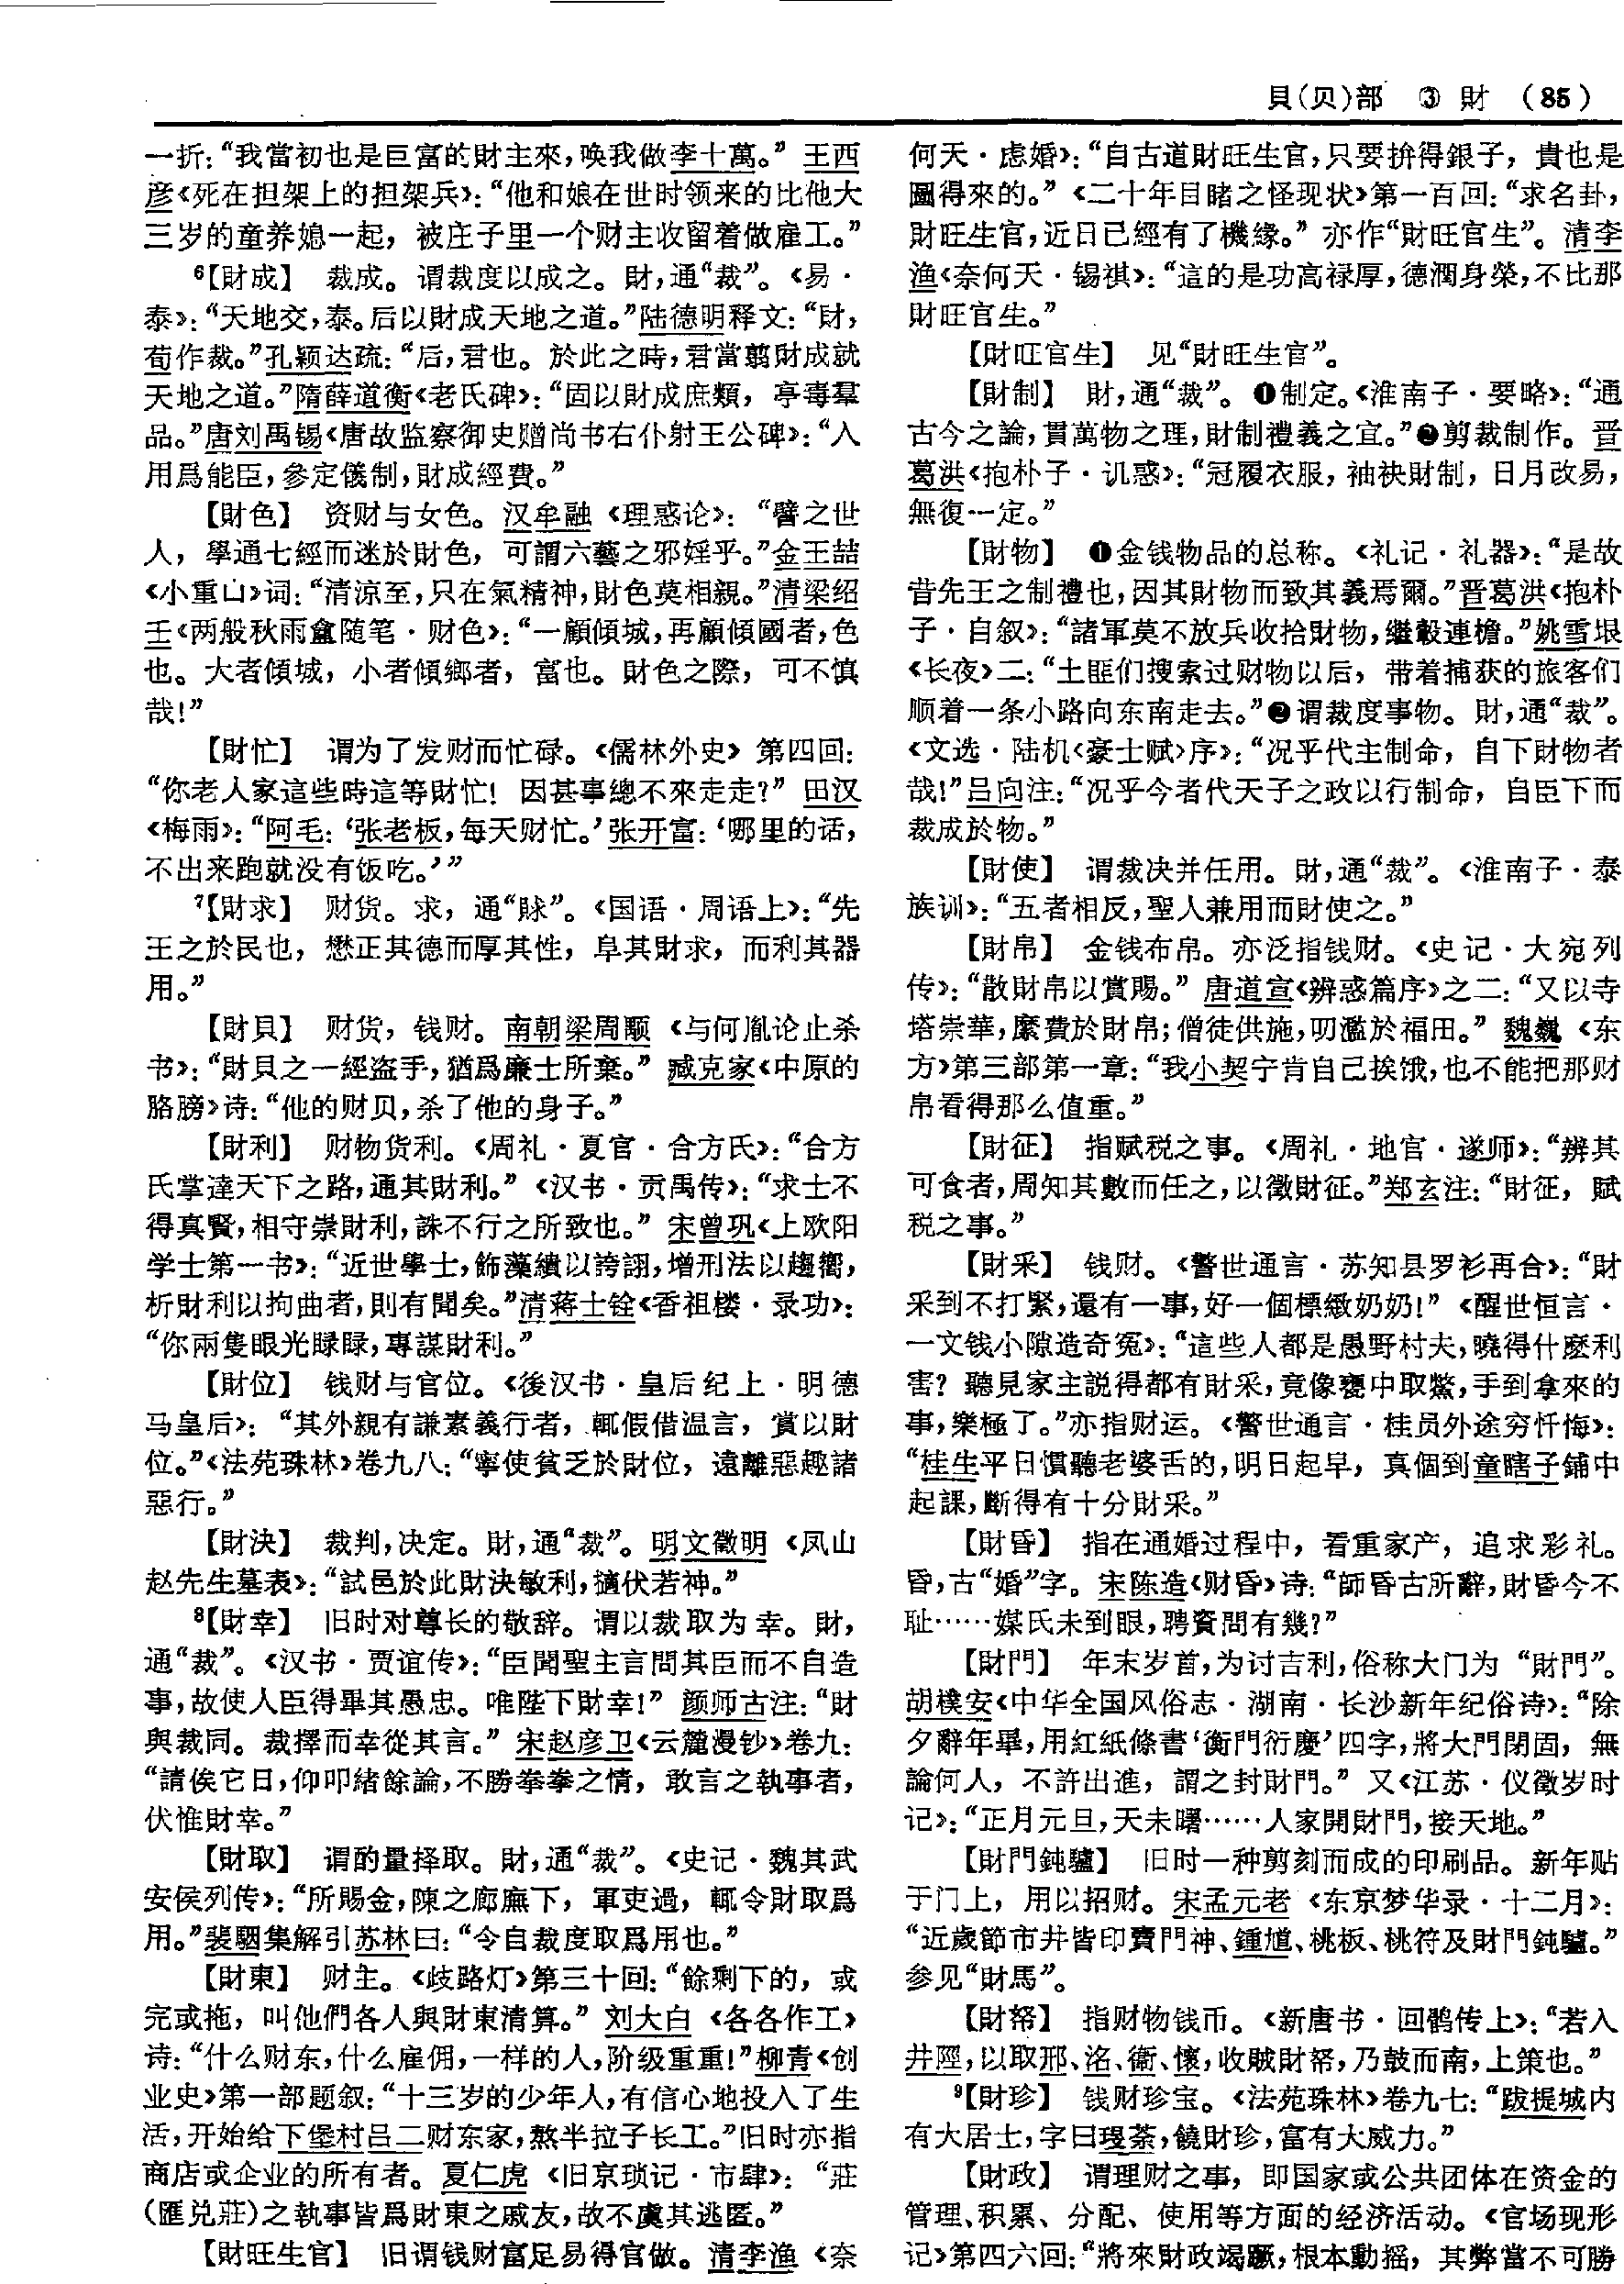 貝(贝)部 ③ 財 (85)
一折：“我當初也是巨富的財主來，唤我做李十萬。” 王西
彦《死在担架上的担架兵》：“他和娘在世时领来的比他大
三岁的童养媳一起，被庄子里一个财主收留着做雇工。”
⁶【財成】 裁成。谓裁度以成之。財，通“裁”。《易·
泰》：“天地交，泰。后以財成天地之道。”陆德明释文：“財，
荀作裁。”孔颖达疏：“后，君也。於此之時，君當翦財成就
天地之道。”隋薛道衡《老氏碑》：“固以財成庶類，亭毒羣
品。”唐刘禹锡《唐故监察御史赠尚书右仆射王公碑》：“入
用爲能臣，參定儀制，財成經費。”
【財色】 资财与女色。汉牟融《理惑论》：“譬之世
人，學通七經而迷於財色，可謂六藝之邪婬乎。”金王喆
《小重山》词：“清涼至，只在氣精神，財色莫相親。”清梁绍
壬《两般秋雨盦随笔·财色》：“一顧傾城，再顧傾國者，色
也。大者傾城，小者傾鄉者，富也。財色之際，可不慎
哉！”
【財忙】 谓为了发财而忙碌。《儒林外史》第四回：
“你老人家這些時這等財忙！因甚事總不來走走？” 田汉
《梅雨》：“阿毛：‘张老板，每天财忙。’张开富：‘哪里的话，
不出来跑就没有饭吃。’”
⁷【財求】 财货。求，通“賕”。《国语·周语上》：“先
王之於民也，懋正其德而厚其性，阜其財求，而利其器
用。”
【財貝】 财货，钱财。南朝梁周颙《与何胤论止杀
书》：“財貝之一經盗手，猶爲廉士所棄。” 臧克家《中原的
胳膀》诗：“他的财贝，杀了他的身子。”
【財利】 财物货利。《周礼·夏官·合方氏》：“合方
氏掌達天下之路，通其財利。”《汉书·贡禹传》：“求士不
得真賢，相守崇財利，誅不行之所致也。” 宋曾巩《上欧阳
学士第一书》：“近世學士，飾藻繢以誇詡，增刑法以趨嚮，
析財利以拘曲者，則有聞矣。”清蒋士铨《香祖楼·录功》：
“你兩隻眼光睩睩，專謀財利。”
【財位】 钱财与官位。《後汉书·皇后纪上·明德
马皇后》：“其外親有謙素義行者，輒假借温言，賞以財
位。”《法苑珠林》卷九八：“寧使貧乏於財位，遠離惡趣諸
惡行。”
【財決】 裁判，决定。財，通“裁”。明文徵明《凤山
赵先生墓表》：“試邑於此財決敏利，擿伏若神。”
⁸【財幸】 旧时对尊长的敬辞。谓以裁取为幸。財，
通“裁”。《汉书·贾谊传》：“臣聞聖主言問其臣而不自造
事，故使人臣得畢其愚忠。唯陛下財幸！” 颜师古注：“財
與裁同。裁擇而幸從其言。” 宋赵彦卫《云麓漫钞》卷九：
“請俟它日，仰叩緒餘論，不勝拳拳之情，敢言之執事者，
伏惟財幸。”
【財取】 谓酌量择取。財，通“裁”。《史记·魏其武
安侯列传》：“所賜金，陳之廊廡下，軍吏過，輒令財取爲
用。”裴駰集解引苏林曰：“令自裁度取爲用也。”
【財東】 财主。《歧路灯》第三十回：“餘剩下的，或
完或拖，叫他們各人與財東清算。” 刘大白《各各作工》
诗：“什么财东，什么雇佣，一样的人，阶级重重！”柳青《创
业史》第一部题叙：“十三岁的少年人，有信心地投入了生
活，开始给下堡村吕二财东家，熬半拉子长工。”旧时亦指
商店或企业的所有者。夏仁虎《旧京琐记·市肆》：“莊
(匯兑莊)之執事皆爲財東之戚友，故不虞其逃匿。”
【財旺生官】 旧谓钱财富足易得官做。清李渔《奈
何天·虑婚》：“自古道財旺生官，只要拚得銀子，貴也是
圖得來的。”《二十年目睹之怪现状》第一百回：“求名卦，
財旺生官，近日已經有了機緣。” 亦作“財旺官生”。清李
渔《奈何天·锡祺》：“這的是功高禄厚，德潤身榮，不比那
財旺官生。”
【財旺官生】 见“財旺生官”。
【財制】 財，通“裁”。❶制定。《淮南子·要略》：“通
古今之論，貫萬物之理，財制禮義之宜。”❷剪裁制作。晋
葛洪《抱朴子·讥惑》：“冠履衣服，袖袂財制，日月改易，
無復一定。”
【財物】 ❶金钱物品的总称。《礼记·礼器》：“是故
昔先王之制禮也，因其財物而致其義焉爾。”晋葛洪《抱朴
子·自叙》：“諸軍莫不放兵收拾財物，繼轂連檐。”姚雪垠
《长夜》二：“土匪们搜索过财物以后，带着捕获的旅客们
顺着一条小路向东南走去。”❷谓裁度事物。財，通“裁”。
《文选·陆机〈豪士赋〉序》：“况乎代主制命，自下財物者
哉！”吕向注：“况乎今者代天子之政以行制命，自臣下而
裁成於物。”
【財使】 谓裁决并任用。財，通“裁”。《淮南子·泰
族训》：“五者相反，聖人兼用而財使之。”
【財帛】 金钱布帛。亦泛指钱财。《史记·大宛列
传》：“散財帛以賞賜。” 唐道宣《辨惑篇序》之二：“又以寺
塔崇華，縻費於財帛；僧徒供施，叨濫於福田。” 魏巍《东
方》第三部第一章：“我小契宁肯自己挨饿，也不能把那财
帛看得那么值重。”
【財征】 指赋税之事。《周礼·地官·遂师》：“辨其
可食者，周知其數而任之，以徵財征。”郑玄注：“財征，賦
税之事。”
【財采】 钱财。《警世通言·苏知县罗衫再合》：“財
采到不打緊，還有一事，好一個標緻奶奶！”《醒世恒言·
一文钱小隙造奇冤》：“這些人都是愚野村夫，曉得什麽利
害？聽見家主説得都有財采，竟像甕中取鱉，手到拿來的
事，樂極了。”亦指财运。《警世通言·桂员外途穷忏悔》：
“桂生平日慣聽老婆舌的，明日起早，真個到童瞎子鋪中
起課，斷得有十分財采。”
【財昏】 指在通婚过程中，看重家产，追求彩礼。
昏，古“婚”字。宋陈造《财昏》诗：“師昏古所辭，財昏今不
耻……媒氏未到眼，聘資問有幾？”
【財門】 年末岁首，为讨吉利，俗称大门为“財門”。
胡樸安《中华全国风俗志·湖南·长沙新年纪俗诗》：“除
夕辭年畢，用紅紙條書‘衡門衍慶’四字，將大門閉固，無
論何人，不許出進，謂之封財門。” 又《江苏·仪徵岁时
记》：“正月元旦，天未曙……人家開財門，接天地。”
【財門鈍驢】 旧时一种剪刻而成的印刷品。新年贴
于门上，用以招财。宋孟元老《东京梦华录·十二月》：
“近歲節市井皆印賣門神、鍾馗、桃板、桃符及財門鈍驢。”
参见“財馬”。
【財帑】 指财物钱币。《新唐书·回鹘传上》：“若入
井陘，以取邢、洺、衛、懷，收賊財帑，乃鼓而南，上策也。”
⁹【財珍】 钱财珍宝。《法苑珠林》卷九七：“跋提城内
有大居士，字曰琝荼，饒財珍，富有大威力。”
【財政】 谓理财之事，即国家或公共团体在资金的
管理、积累、分配、使用等方面的经济活动。《官场现形
记》第四六回：“將來財政竭蹶，根本動摇，其弊當不可勝